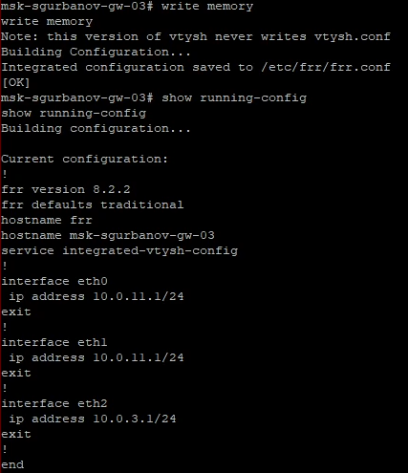 msk-sgurbanov-gw-03# write memory
write memory
Note: this version of vtysh never writes vtysh.conf
Building Configuration...
Integrated configuration saved to /etc/frr/frr.conf
[OK]
msk-sgurbanov-gw-03# show running-config
show running-config
Building configuration...
Current configuration:
!
frr version 8.2.2
frr defaults traditional
hostname frr
hostname msk-sgurbanov-gw-03
service integrated-vtysh-config
!
interface eth0
 ip address 10.0.11.1/24
exit
!
interface eth1
 ip address 10.0.11.1/24
exit
!
interface eth2
 ip address 10.0.3.1/24
exit
!
end